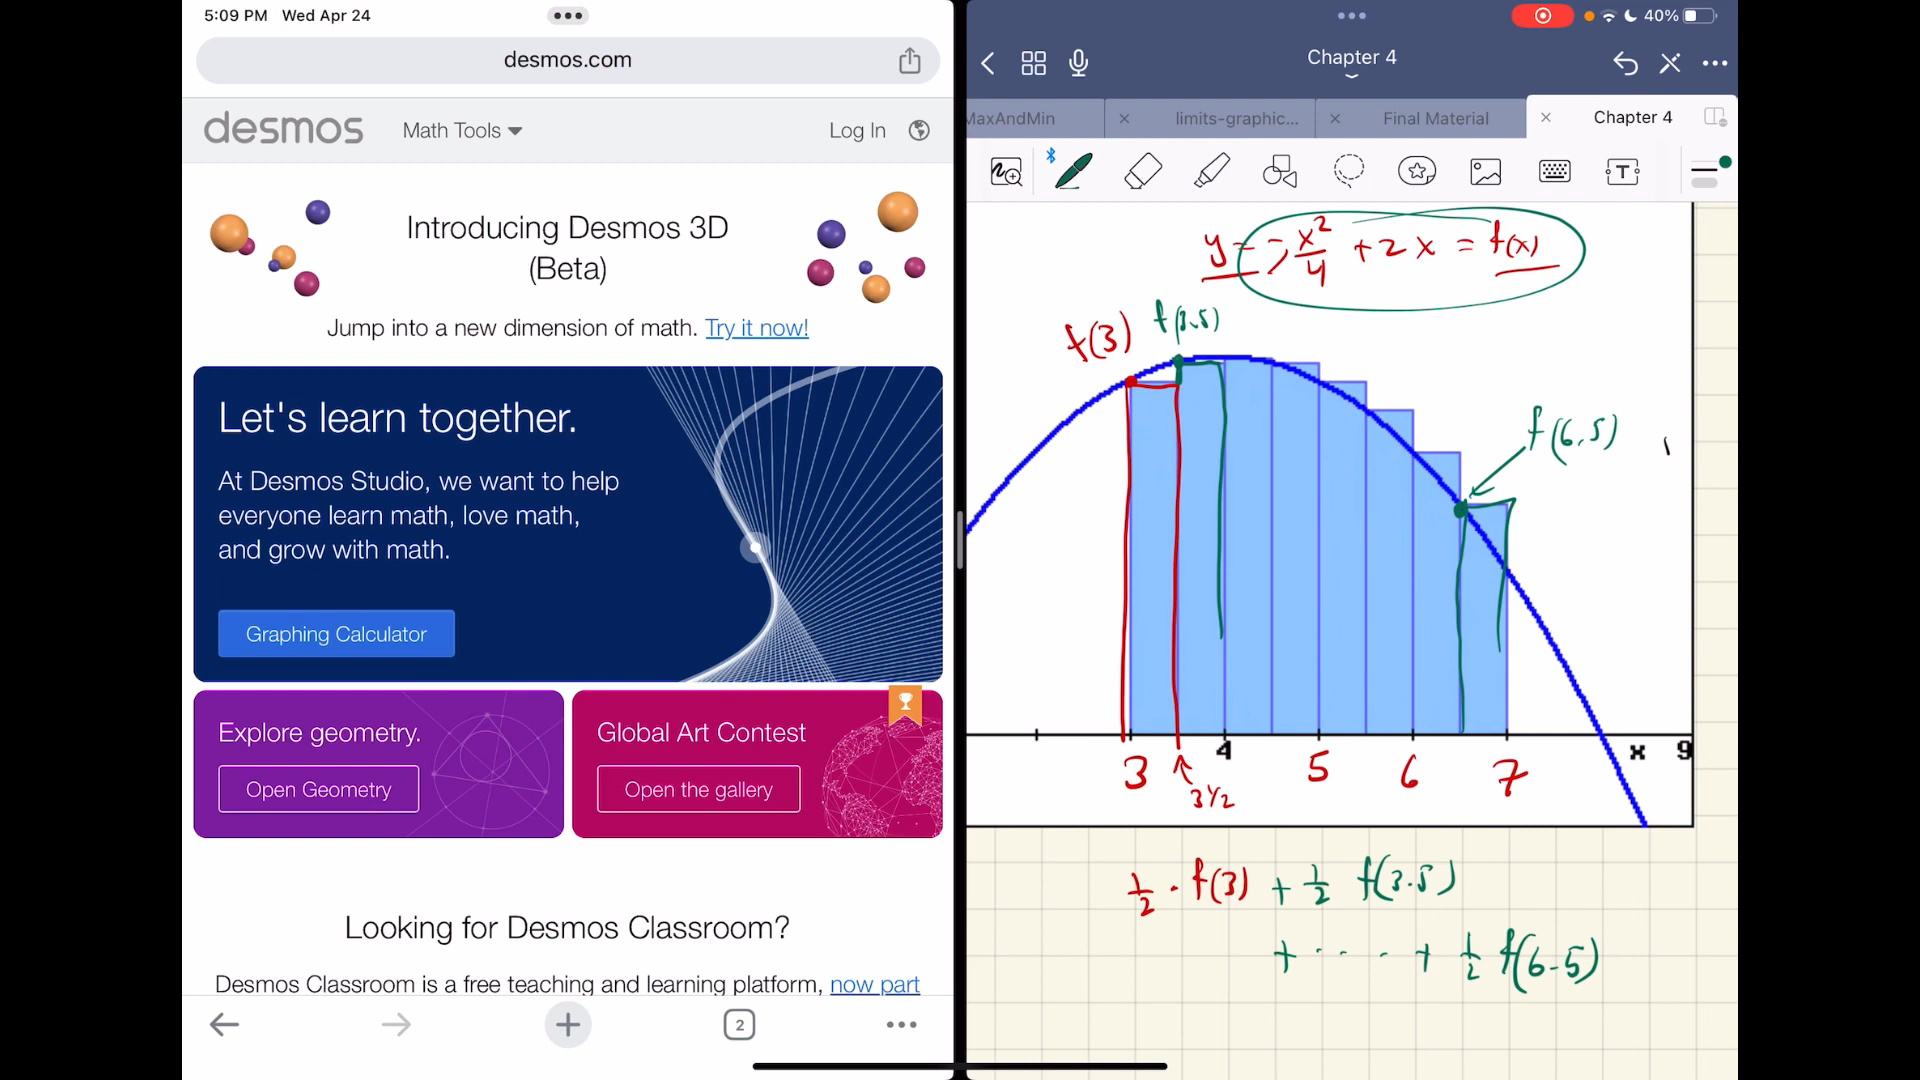 5:09 PM Wed Apr 24
desmos.com
desmos
Math Tools
Log In
Introducing Desmos 3D
(Beta)
Jump into a new dimension of math. Try it now!
Let's learn together.
At Desmos Studio, we want to help
everyone learn math, love math,
and grow with math.
Graphing Calculator
Explore geometry.
Open Geometry
Global Art Contest
Open the gallery
Looking for Desmos Classroom?
Desmos Classroom is a free teaching and learning platform, now part
2
40%
Chapter 4
MaxAndMin
limits-graphic...
Final Material
Chapter 4
T
y = -x²/4 + 2x = f(x)
f(3) f(3.5)
f(6.5)
4 x 9
3 5 6 7
3 1/2
1/2 · f(3) + 1/2 f(3.5)
+ · · · + 1/2 f(6.5)